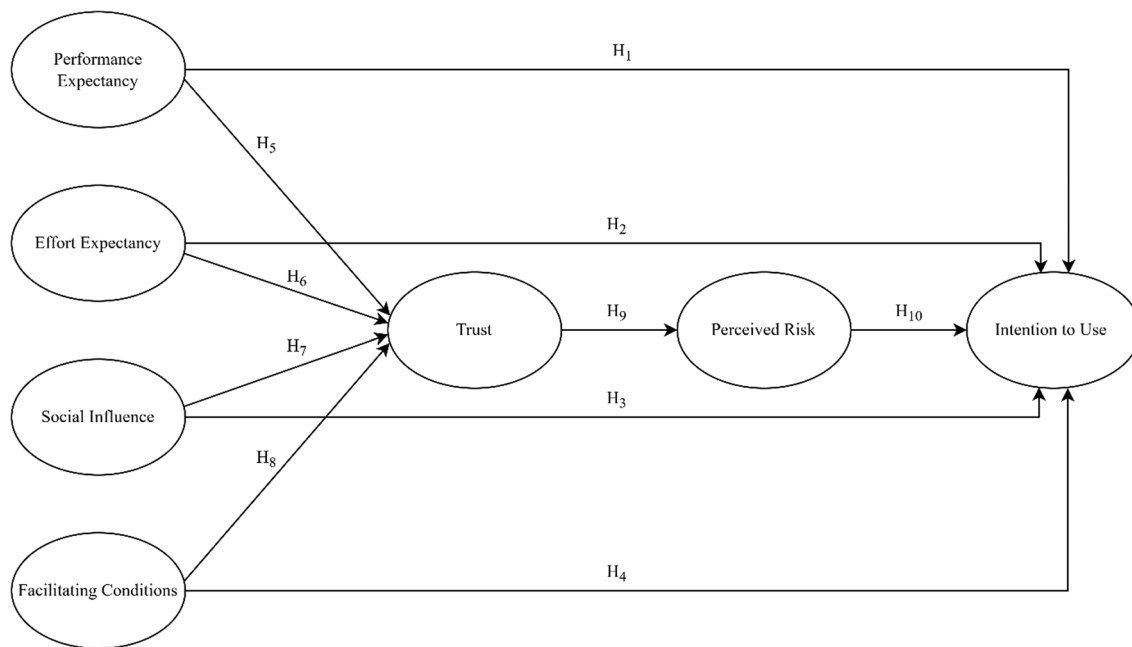 Performance
Expectancy
H1
H5
Effort Expectancy
H2
H6
Trust
H9
Perceived Risk
H10
Intention to Use
H7
Social Influence
H3
H8
Facilitating Conditions
H4